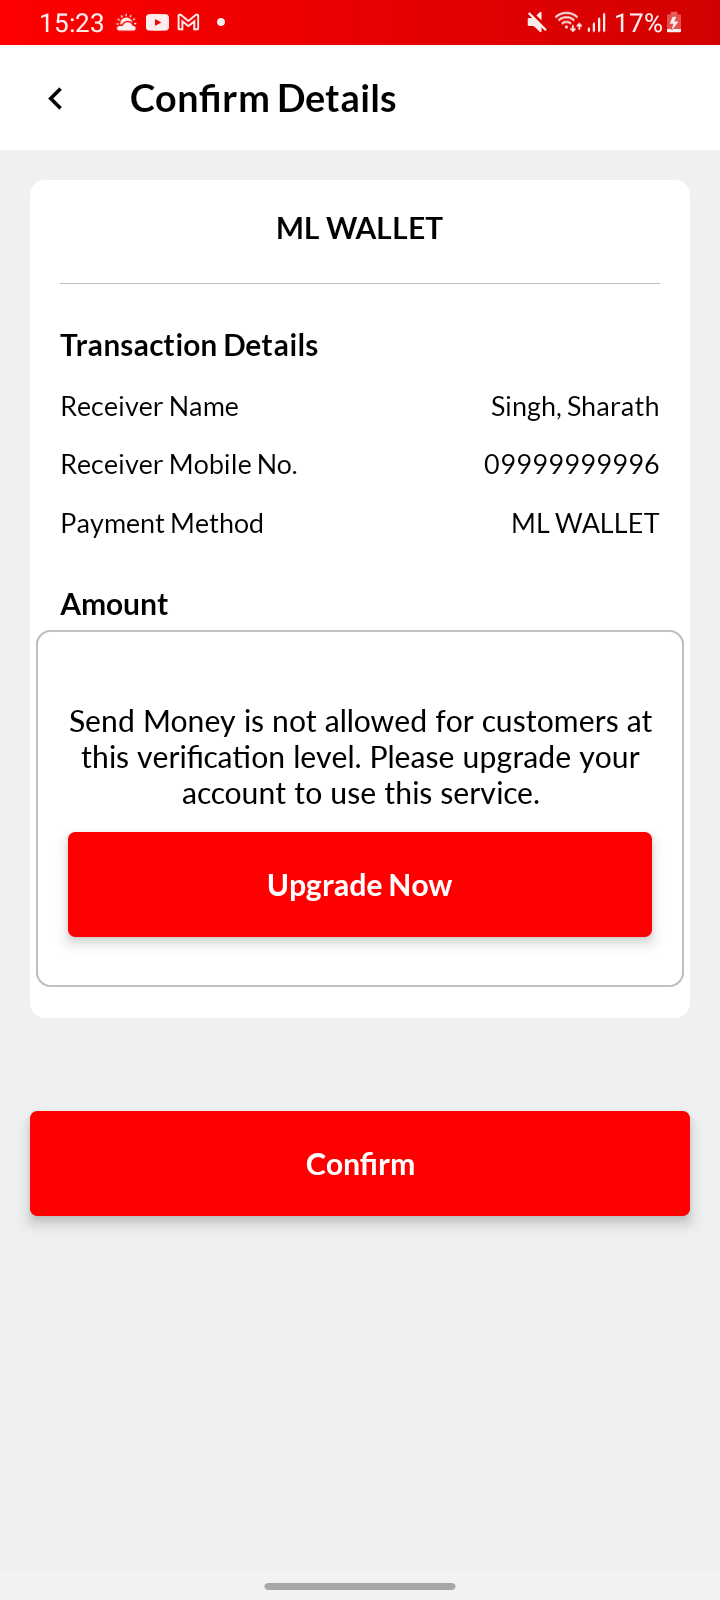 15:23 17%
Confirm Details
ML WALLET
Transaction Details
Receiver Name Singh, Sharath
Receiver Mobile No. 09999999996
Payment Method ML WALLET
Amount
Send Money is not allowed for customers at
this verification level. Please upgrade your
account to use this service.
Upgrade Now
Confirm